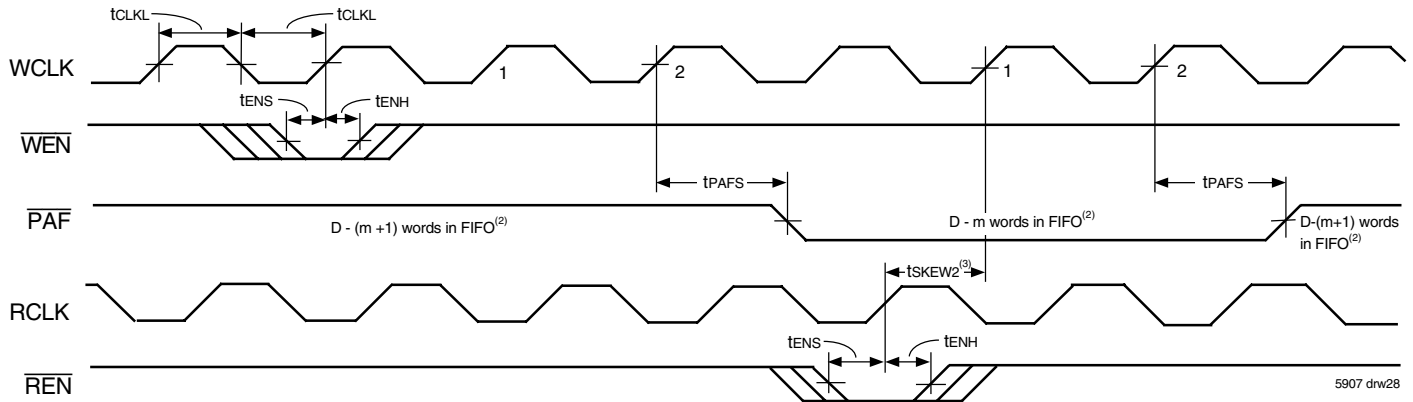 tCLKL tCLKL
WCLK 1 2 1 2
tENS tENH
WEN
tPAFS tPAFS
PAF
D - (m +1) words in FIFO(2) D - m words in FIFO(2) D-(m+1) words
in FIFO(2)
tSKEW2(3)
RCLK
tENS tENH
REN
5907 drw28